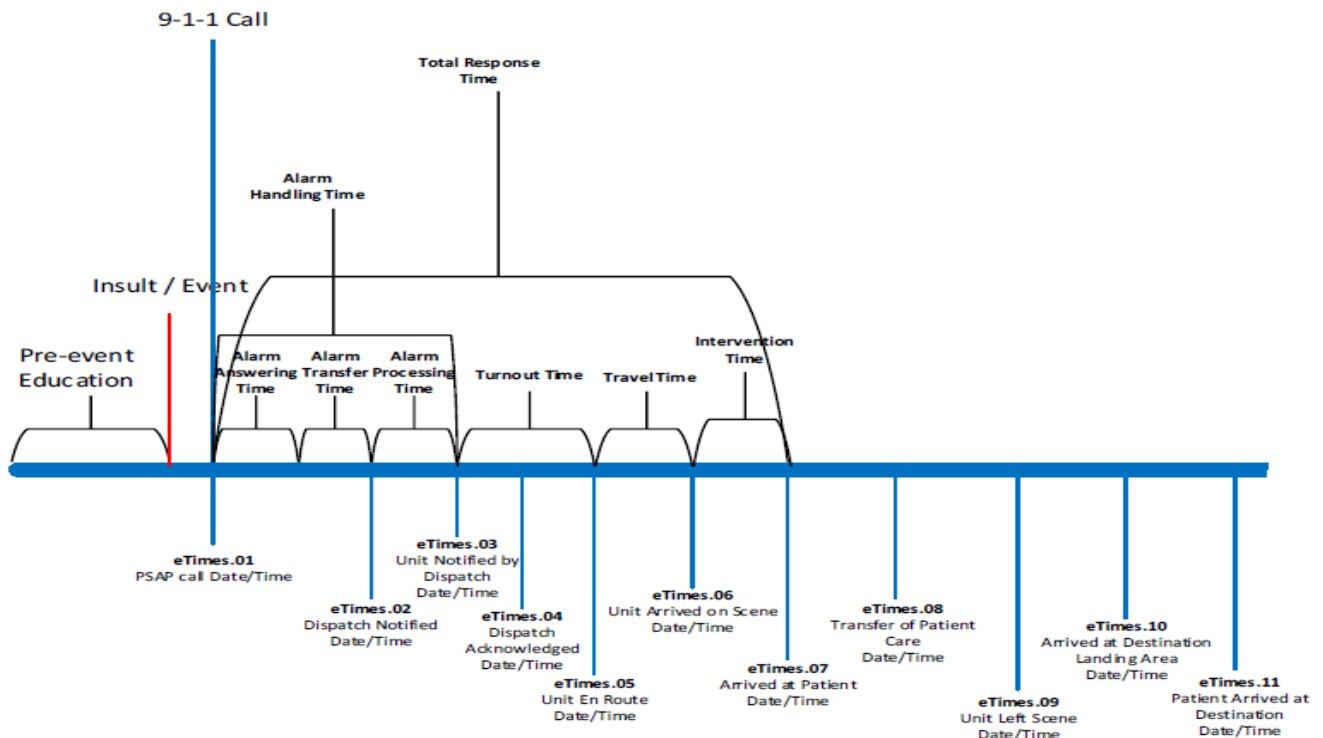 9-1-1 Call
Total Response
Time
Alarm
Handling Time
Insult / Event
Pre-event
Education
Alarm
Answering
Time
Alarm
Transfer
Time
Alarm
Processing
Time
Turnout Time
Travel Time
Intervention
Time
eTimes.01
PSAP call Date/Time
eTimes.02
Dispatch Notified
Date/Time
eTimes.03
Unit Notified by
Dispatch
Date/Time
eTimes.04
Dispatch
Acknowledged
Date/Time
eTimes.05
Unit En Route
Date/Time
eTimes.06
Unit Arrived on Scene
Date/Time
eTimes.07
Arrived at Patient
Date/Time
eTimes.08
Transfer of Patient
Care
Date/Time
eTimes.09
Unit Left Scene
Date/Time
eTimes.10
Arrived at Destination
Landing Area
Date/Time
eTimes.11
Patient Arrived at
Destination
Date/Time